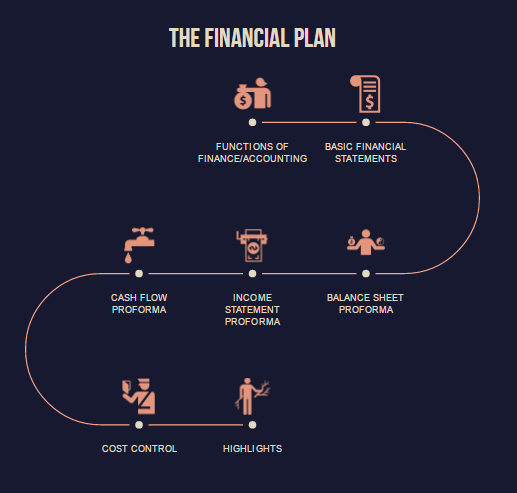 THE FINANCIAL PLAN
FUNCTIONS OF
FINANCE/ACCOUNTING
BASIC FINANCIAL
STATEMENTS
CASH FLOW
PROFORMA
INCOME
STATEMENT
PROFORMA
BALANCE SHEET
PROFORMA
COST CONTROL
HIGHLIGHTS